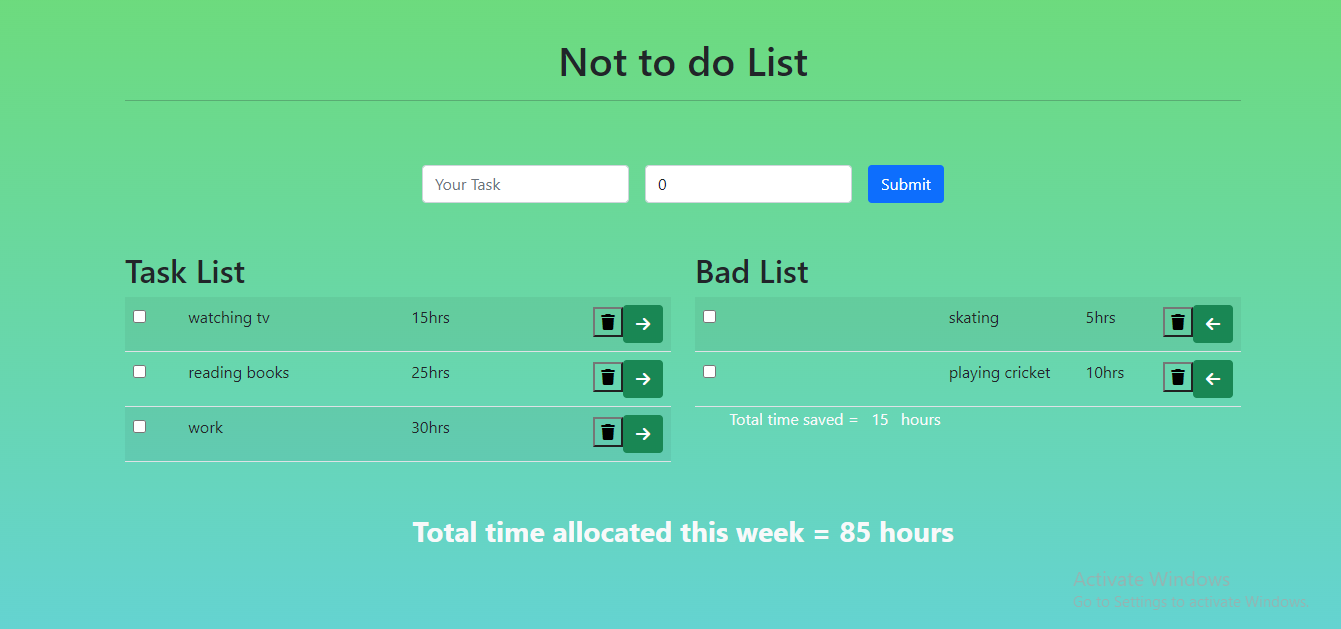 Not to do List
Your Task 0 Submit
Task List
watching tv 15hrs
reading books 25hrs
work 30hrs
Bad List
skating 5hrs
playing cricket 10hrs
Total time saved = 15 hours
Total time allocated this week = 85 hours
Activate Windows
Go to Settings to activate Windows.